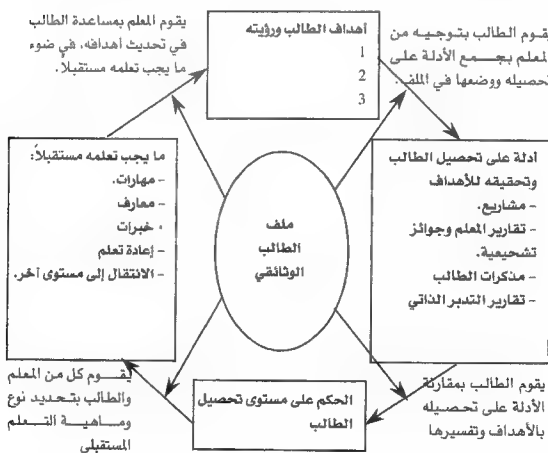 أهداف الطالب ورؤيته
1
2
3
يقوم الطالب بتوجيه من
المعلم بجمع الأدلة على
تحصيله ووضعها في الملف.
أدلة على تحصيل الطالب
وتحقيقه للأهداف
- مشاريع.
- تقارير المعلم وجوائز
تشجيعية.
- مذكرات الطالب
- تقارير التدبر الذاتي
يقوم الطالب بمقارنة
الأدلة على تحصيله
بالأهداف وتفسيرها
الحكم على مستوى تحصيل
الطالب
يقوم كل من المعلم
والطالب بتحديد نوع
وماهية التعلم
المستقبلي
ما يجب تعلمه مستقبلاً:
- مهارات.
- معارف
- خبرات
- إعادة تعلم
- الانتقال إلى مستوى آخر.
يقوم المعلم بمساعدة الطالب
في تحديث أهدافه، في ضوء
ما يجب تعلمه مستقبلاً.
ملف
الطالب
الوثائقي